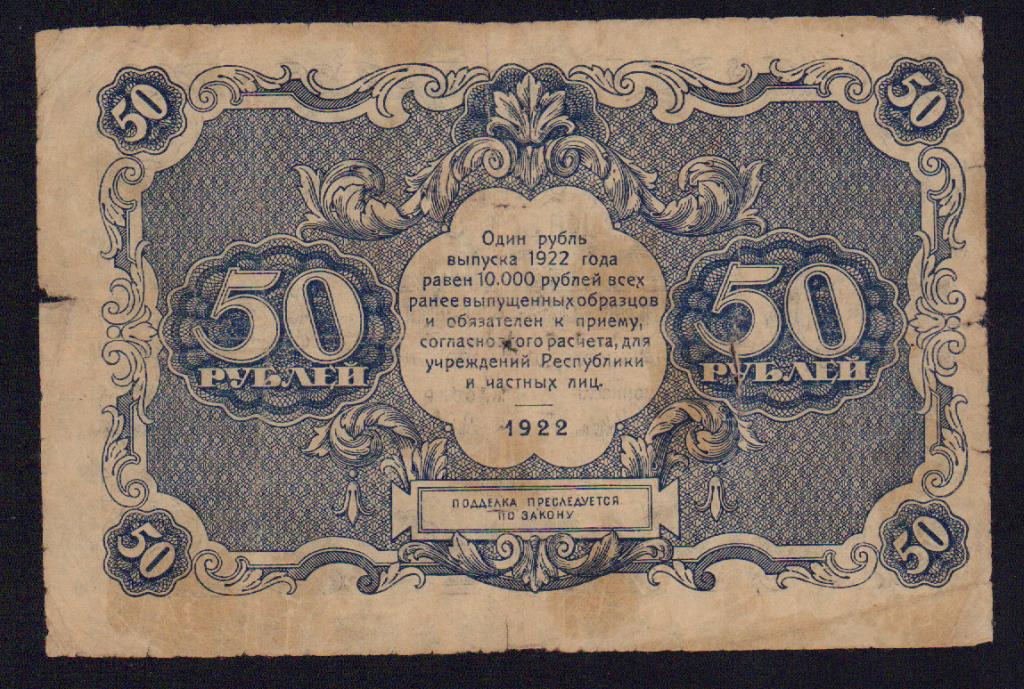 50
50
Один рубль
выпуска 1922 года
равен 10.000 рублей всех
ранее выпущенных образцов
и обязателен к приему,
согласно этого расчета, для
учреждений Республики
и частных лиц.
50
РУБЛЕЙ
50
РУБЛЕЙ
1922
ПОДДЕЛКА ПРЕСЛЕДУЕТСЯ
ПО ЗАКОНУ
50
50